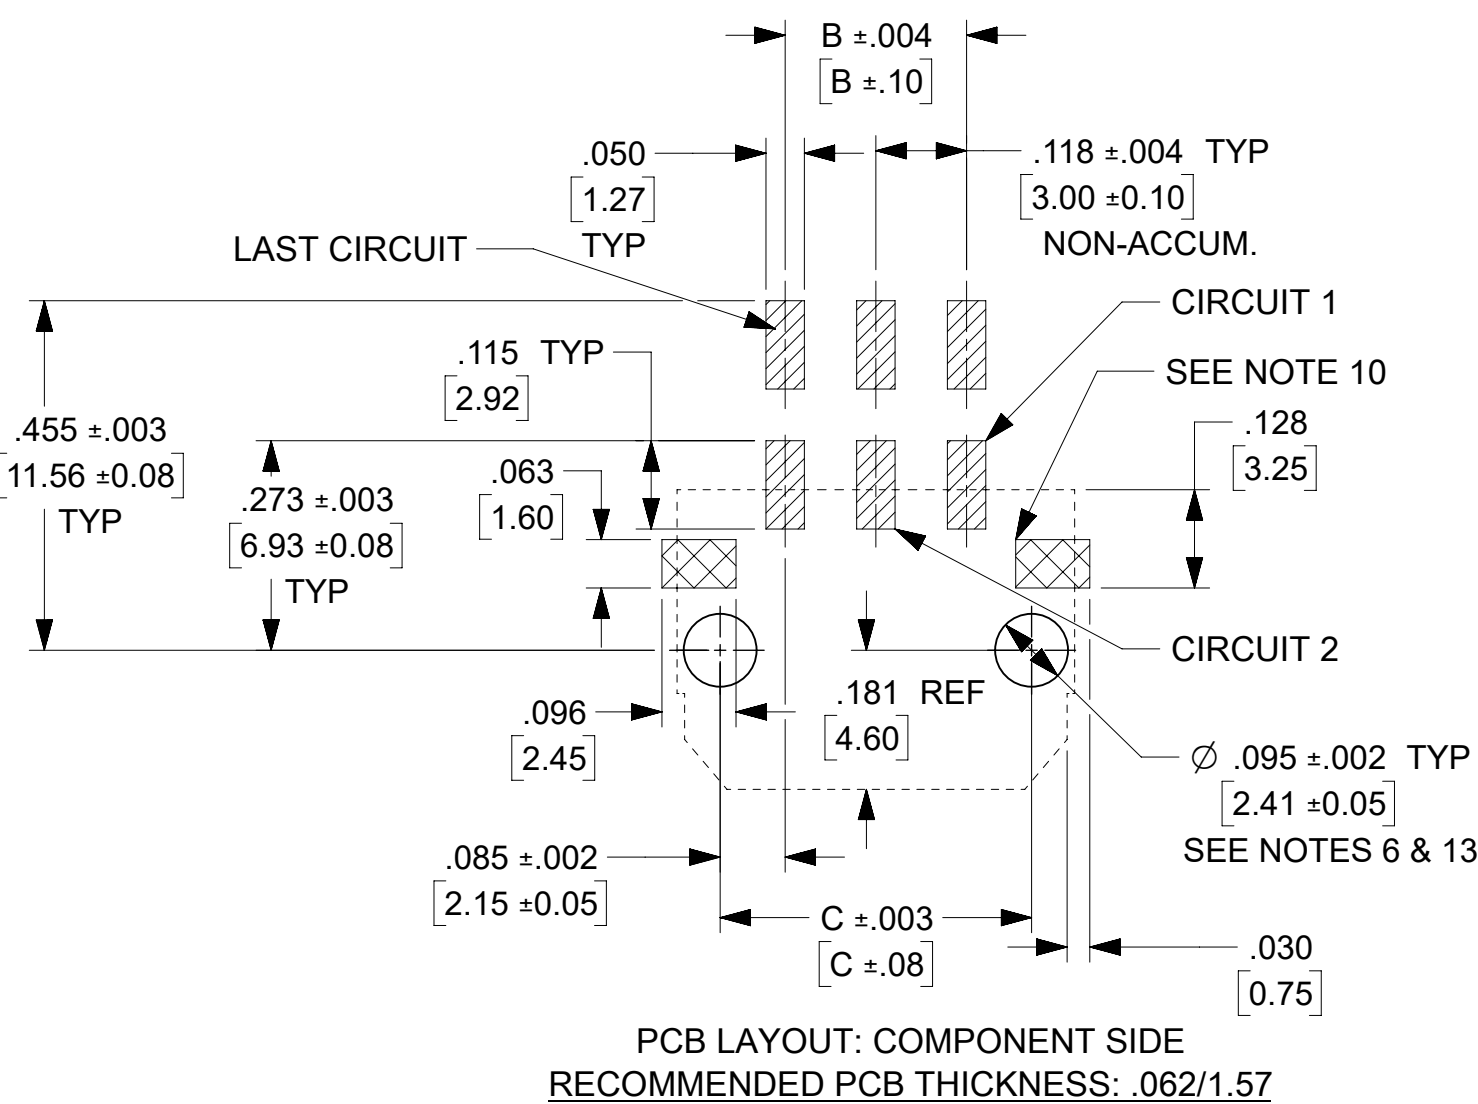 B ±.004
[B ±.10]
.050
[1.27]
TYP
.118 ±.004 TYP
[3.00 ±0.10]
NON-ACCUM.
LAST CIRCUIT
CIRCUIT 1
.115 TYP
[2.92]
SEE NOTE 10
.455 ±.003
[11.56 ±0.08]
TYP
.128
[3.25]
.063
[1.60]
.273 ±.003
[6.93 ±0.08]
TYP
CIRCUIT 2
.181 REF
[4.60]
.096
[2.45]
Ø .095 ±.002 TYP
[2.41 ±0.05]
SEE NOTES 6 & 13
.085 ±.002
[2.15 ±0.05]
C ±.003
[C ±.08]
.030
[0.75]
PCB LAYOUT: COMPONENT SIDE
RECOMMENDED PCB THICKNESS: .062/1.57